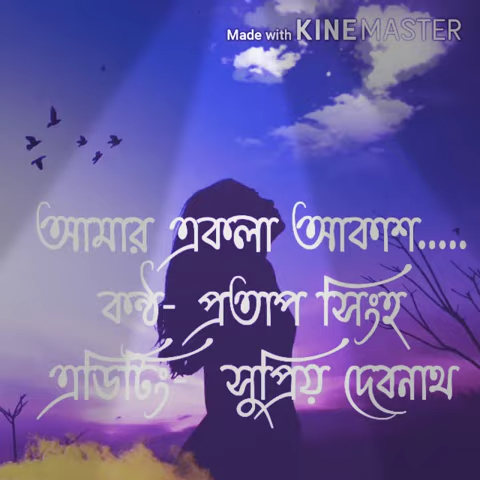 Made with KINEMASTER
আমার একলা আকাশ.....
কন্ঠ- প্রতাপ সিংহ
এডিটিং- সুপ্রিয় দেবনাথ